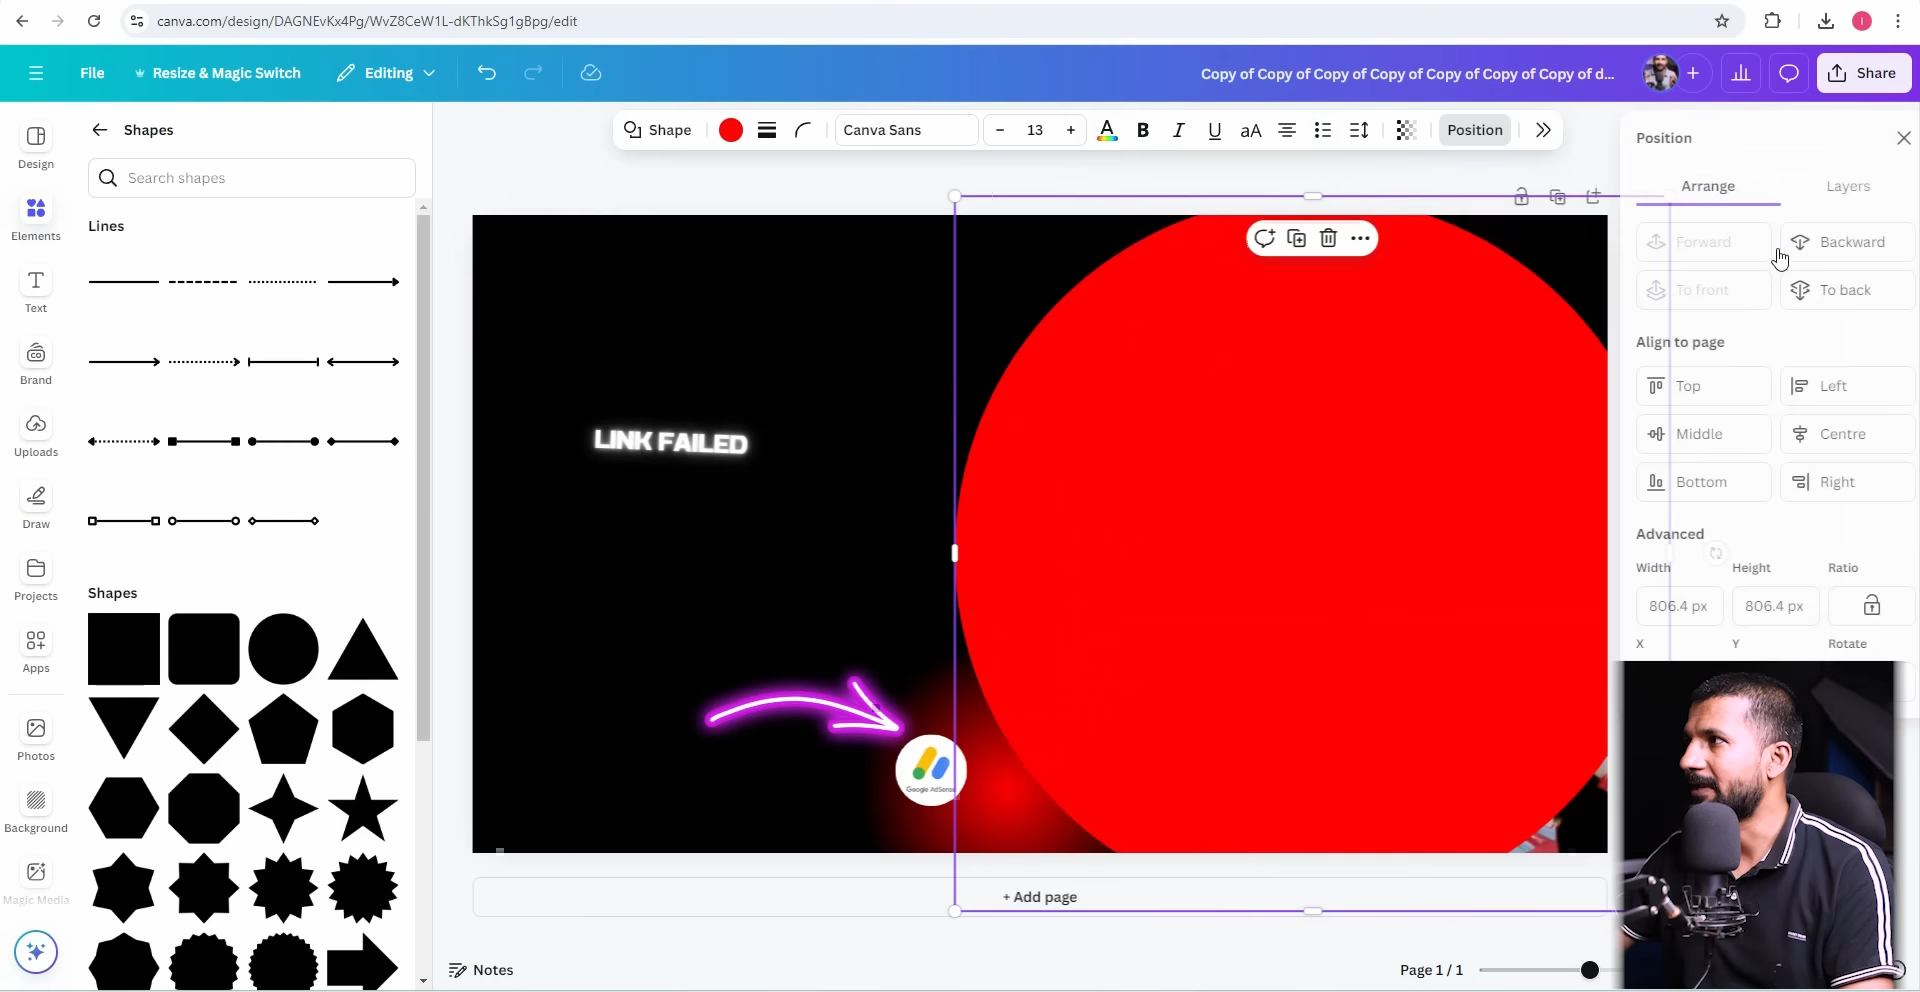 canva.com/design/DAGNEvKx4Pg/WvZ8CeW1L-dKThkSg1gBpg/edit
File
Resize & Magic Switch
Editing
Copy of Copy of Copy of Copy of Copy of Copy of Copy of d...
Share
Design
Elements
Text
Brand
Uploads
Draw
Projects
Apps
Photos
Background
Magic Media
Shapes
Search shapes
Lines
Shapes
Shape
Canva Sans
– 13 +
A
B
I
U
aA
Position
LINK FAILED
Google AdSense
+ Add page
Notes
Page 1 / 1
Position
Arrange
Layers
Forward
Backward
To front
To back
Align to page
Top
Left
Middle
Centre
Bottom
Right
Advanced
Width
Height
Ratio
806.4 px
806.4 px
X
Y
Rotate